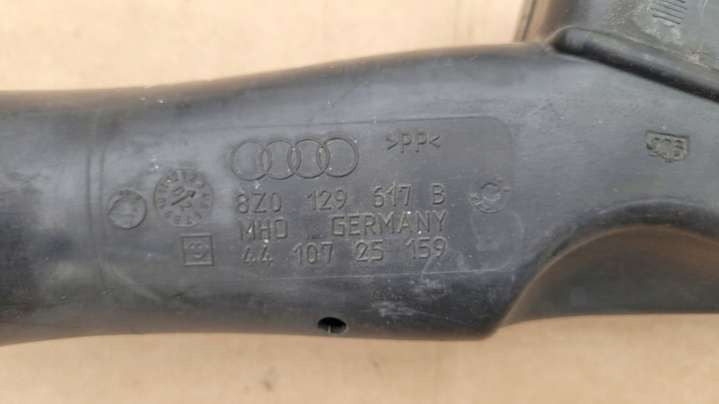 >PP<
8Z0 129 617 B
MHO GERMANY
44 107 25 159